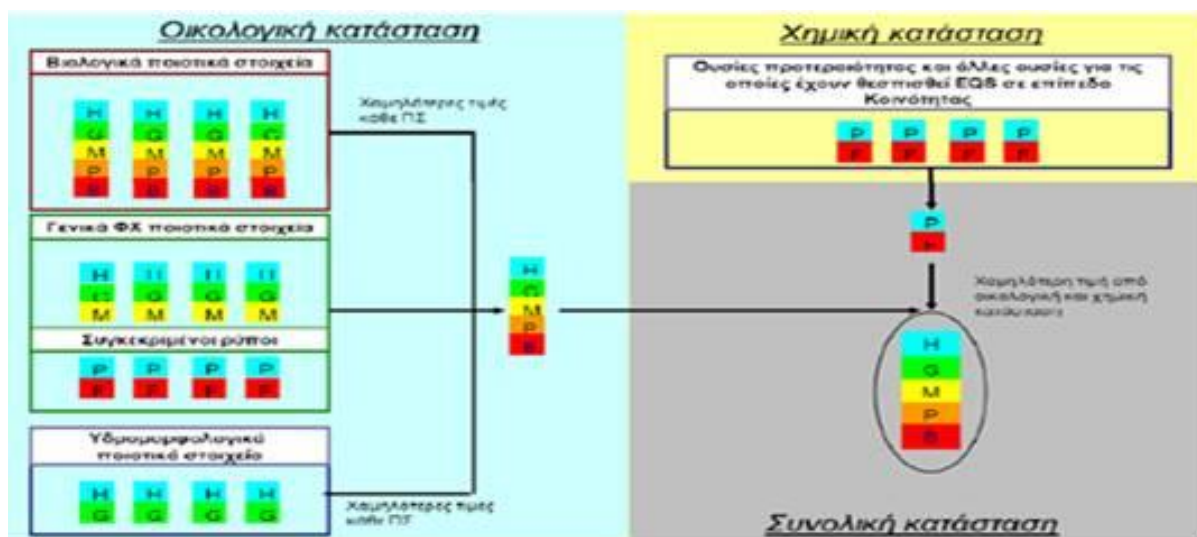 Οικολογική κατάσταση
Βιολογικά ποιοτικά στοιχεία
H H H H
G G G G
M M M M
P P P P
B B B B
Χαμηλότερες τιμές
κάθε ΠΣ
Γενικά ΦΧ ποιοτικά στοιχεία
H H H H
G G G G
M M M M
Συγκεκριμένοι ρύποι
P P P P
F F F F
Υδρομορφολογικά
ποιοτικά στοιχεία
H H H H
G G G G
Χαμηλότερες τιμές
κάθε ΠΣ
H
G
M
P
B
Χημική κατάσταση
Ουσίες προτεραιότητας και άλλες ουσίες για τις
οποίες έχουν θεσπισθεί EQS σε επίπεδο
Κοινότητας
P P P P
F F F F
P
F
Χαμηλότερη τιμή από
οικολογική και χημική
κατάσταση
H
G
M
P
B
Συνολική κατάσταση